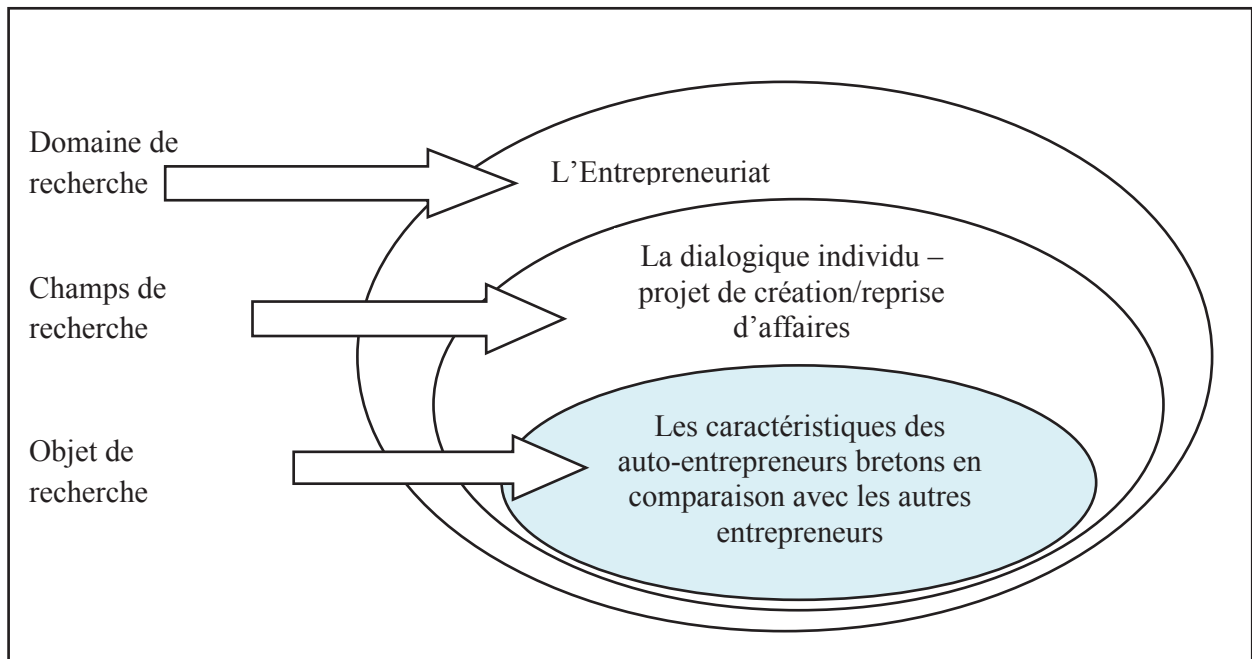 Domaine de
recherche
L’Entrepreneuriat
Champs de
recherche
La dialogique individu –
projet de création/reprise
d’affaires
Objet de
recherche
Les caractéristiques des
auto-entrepreneurs bretons en
comparaison avec les autres
entrepreneurs